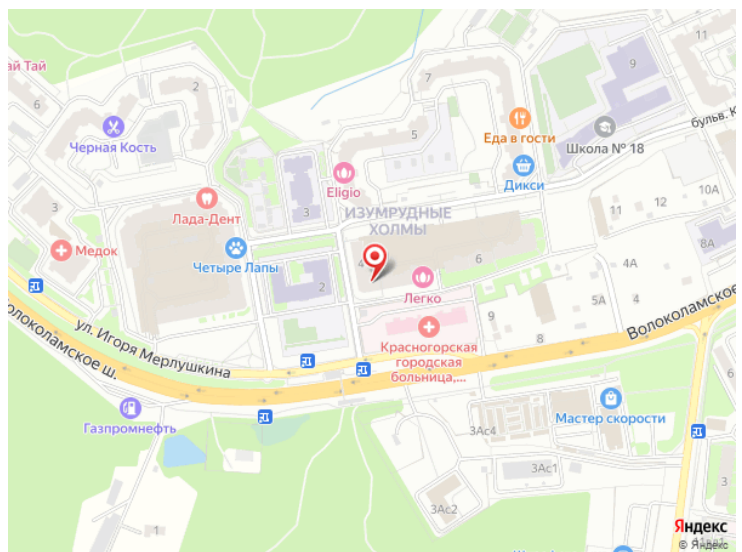 ай Тай
6
2
Черная Кость
7
5
9
11
бульв. К
Еда в гости
Школа № 18
Дикси
Eligio
3
Лада-Дент
3
ИЗУМРУДНЫЕ
ХОЛМЫ
10А
11
12
8А
Медок
Четыре Лапы
2
4
6
4А
5А
Легко
9
8
Волоколамское
ул. Игоря Мерлушкина
Волоколамское ш.
Красногорская
городская
больница,...
Газпромнефть
Мастер скорости
3Ас4
3Ас1
3Ас2
3
1
Яндекс
© Яндекс